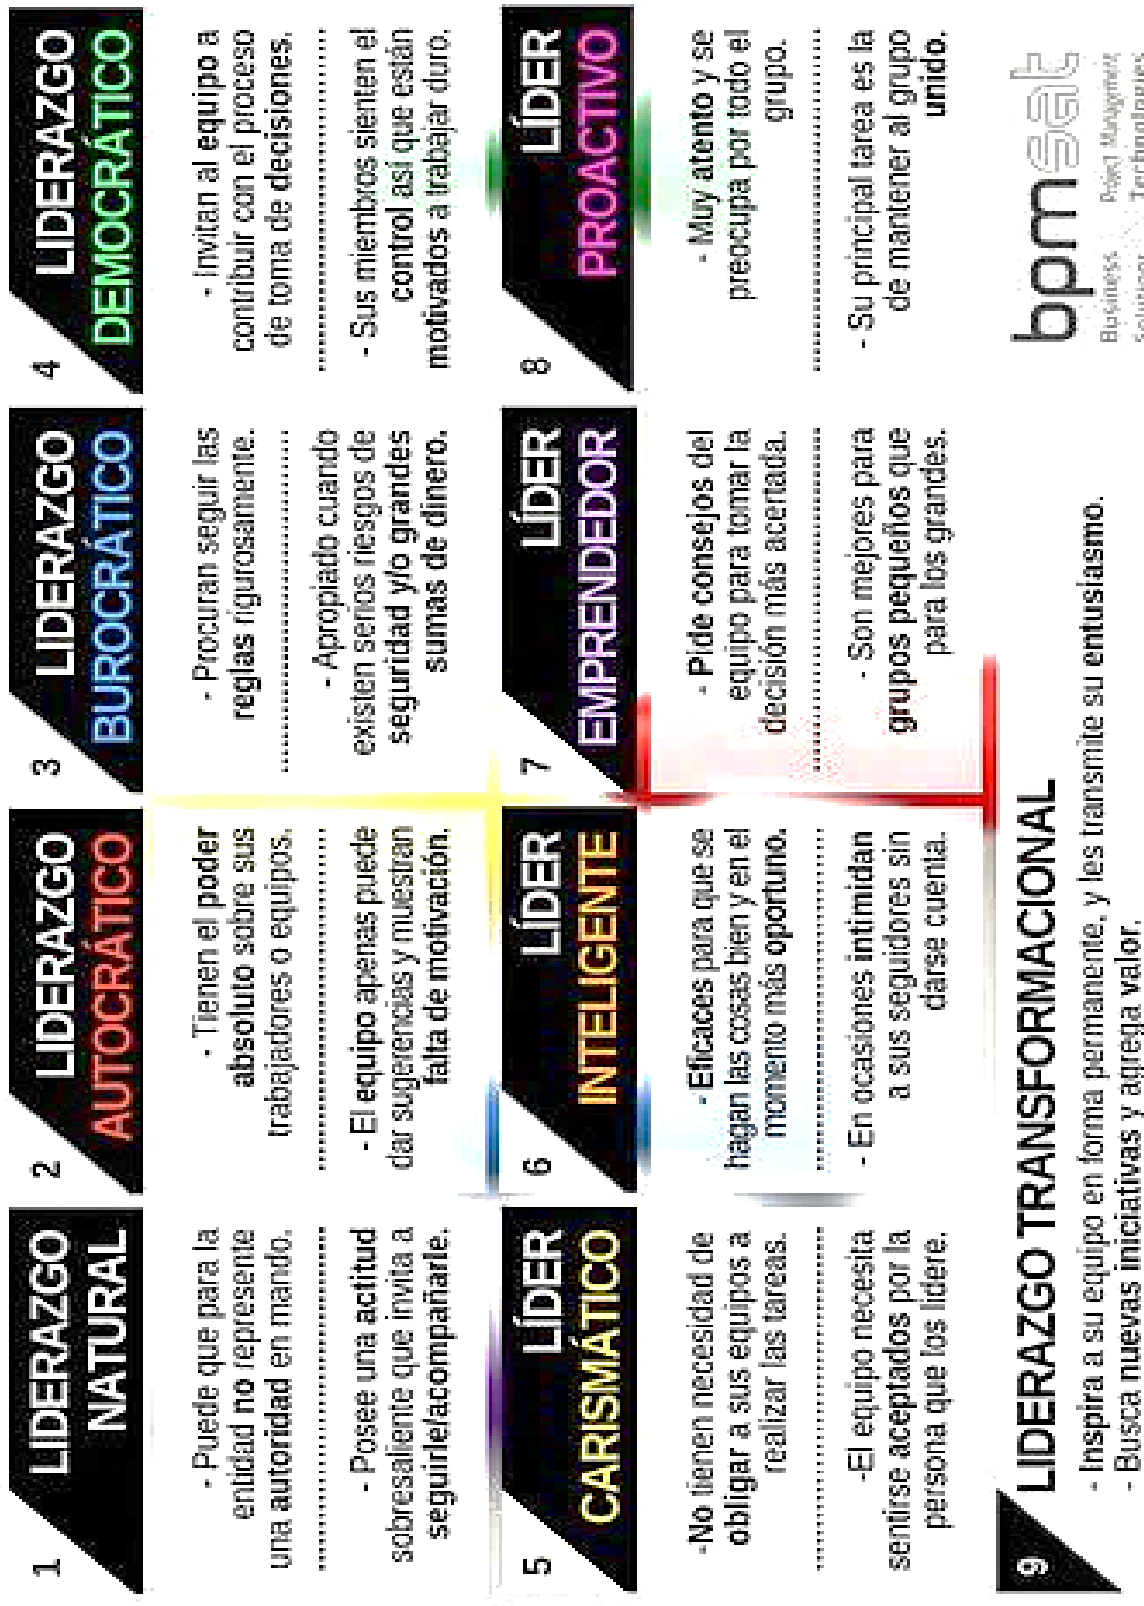 1
LIDERAZGO
NATURAL
- Puede que para la
entidad no represente
una autoridad en mando.
- Posee una actitud
sobresaliente que invita a
seguirle/acompañarle.
2
LIDERAZGO
AUTOCRÁTICO
- Tienen el poder
absoluto sobre sus
trabajadores o equipos.
- El equipo apenas puede
dar sugerencias y muestran
falta de motivación.
3
LIDERAZGO
BUROCRÁTICO
- Procuran seguir las
reglas rigurosamente.
- Apropiado cuando
existen serios riesgos de
seguridad y/o grandes
sumas de dinero.
4
LIDERAZGO
DEMOCRÁTICO
- Invitan al equipo a
contribuir con el proceso
de toma de decisiones.
- Sus miembros sienen el
control así que están
motivados a trabajar duro.
5
LÍDER
CARISMÁTICO
-No tienen necesidad de
obligar a sus equipos a
realizar las tareas.
-El equipo necesita
sentirse aceptados por la
persona que los lidere.
6
LÍDER
INTELIGENTE
- Eficaces para que se
hagan las cosas bien y en el
momento más oportuno.
- En ocasiones intimidan
a sus seguidores sin
darse cuenta.
7
LÍDER
EMPRENDEDOR
- Pide consejos del
equipo para tomar la
decisión más acertada.
- Son mejores para
grupos pequeños que
para los grandes.
8
LÍDER
PROACTIVO
- Muy atento y se
preocupa por todo el
grupo.
- Su principal tarea es la
de mantener al grupo
unido.
9
LIDERAZGO TRANSFORMACIONAL
- Inspira a su equipo en forma permanente, y les transmite su entusiasmo.
- Busca nuevas iniciativas y agrega valor.
bpmsat
Business Project Management
Technologies